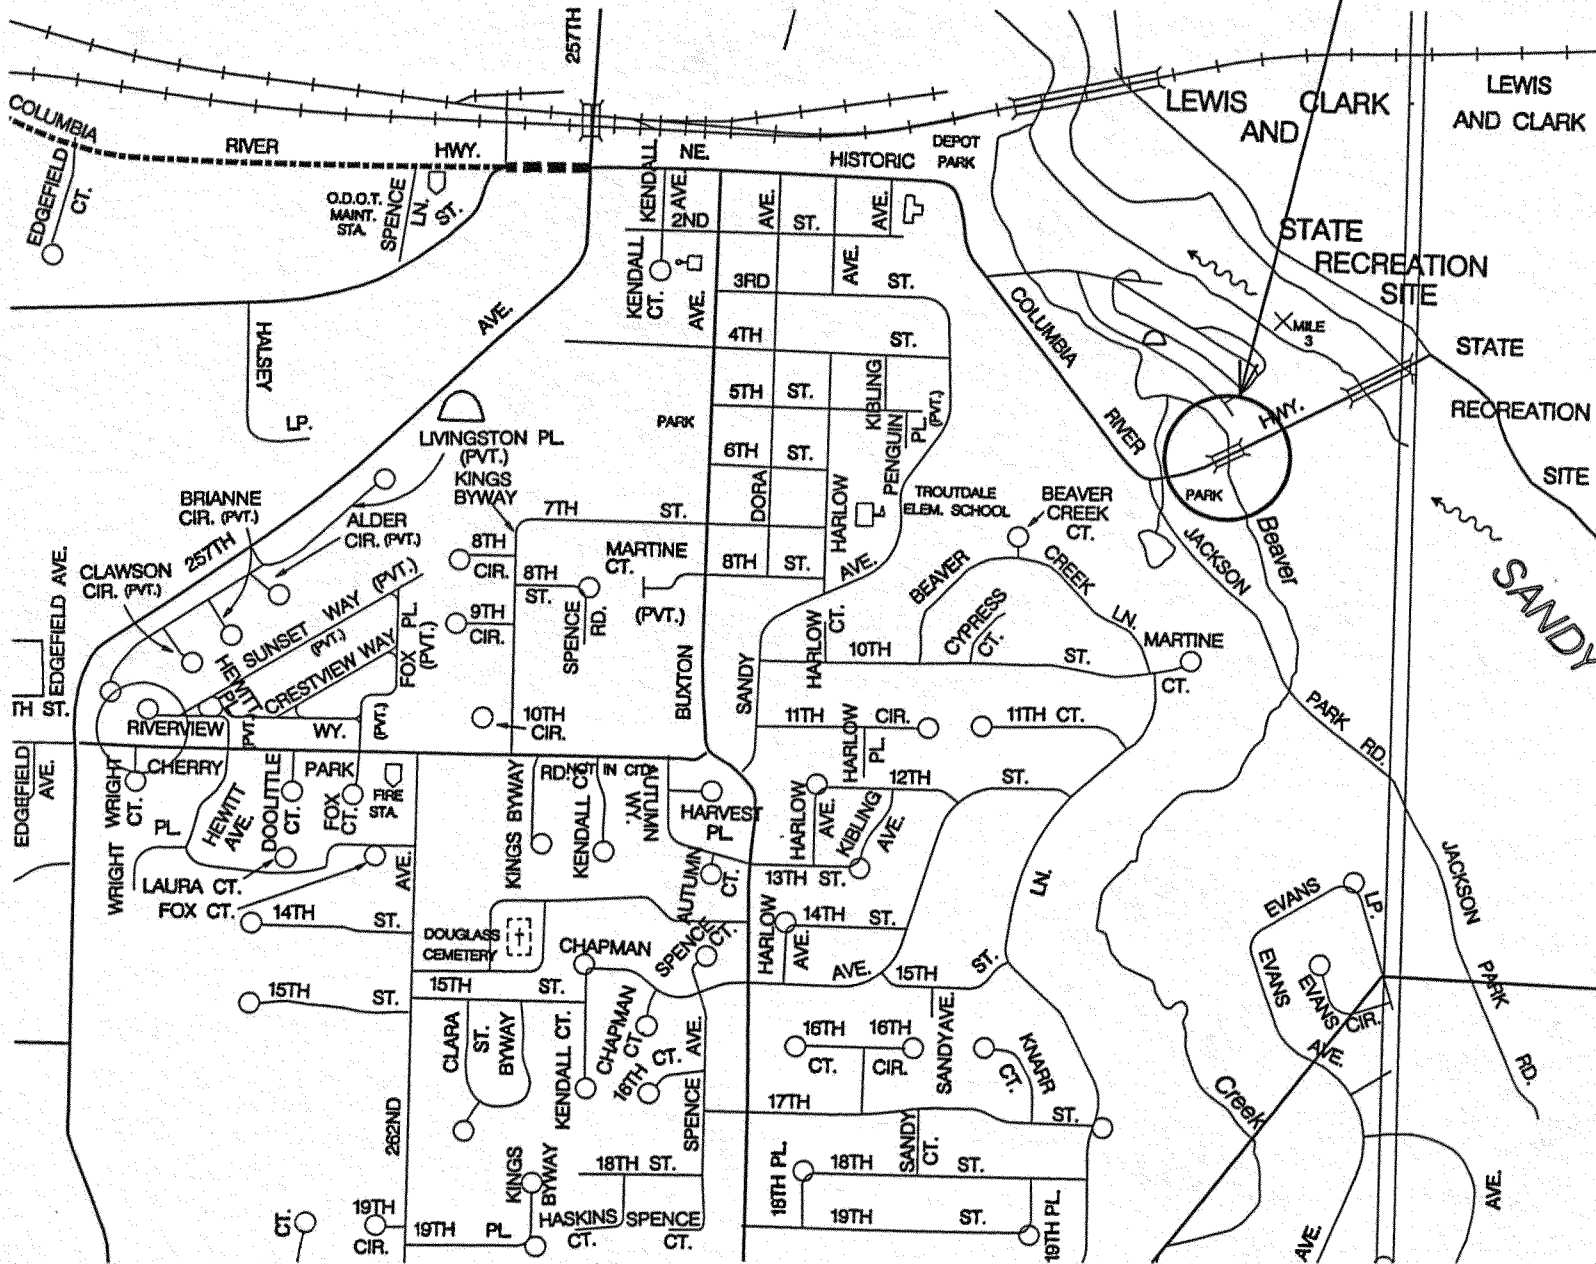 257TH
COLUMBIA
RIVER
HWY.
NE.
HISTORIC
DEPOT
PARK
LEWIS
AND
CLARK
LEWIS
AND CLARK
STATE
RECREATION
SITE
STATE
RECREATION
SITE
MILE
3
EDGEFIELD
CT.
O.D.O.T.
MAINT.
STA.
SPENCE
LN.
ST.
KENDALL
AVE.
2ND
AVE.
ST.
AVE.
KENDALL
CT.
AVE.
3RD
AVE.
ST.
4TH
ST.
5TH
ST.
KIBLING
PENGUIN
PL.
(PVT.)
6TH
ST.
DORA
HARLOW
PARK
HALSEY
LP.
AVE.
LIVINGSTON PL.
(PVT.)
KINGS
BYWAY
BRIANNE
CIR. (PVT.)
ALDER
CIR. (PVT.)
257TH
CLAWSON
CIR. (PVT.)
EDGEFIELD AVE.
TH ST.
SUNSET WAY (PVT.)
(PVT.)
HEWITT
PL.
(PVT.)
CRESTVIEW WAY
FOX PL.
(PVT.)
(PVT.)
RIVERVIEW
WY.
7TH
ST.
8TH
CIR.
8TH
ST.
9TH
CIR.
SPENCE
RD.
MARTINE
CT.
(PVT.)
8TH
ST.
10TH
CIR.
BUXTON
SANDY
AVE.
HARLOW
CT.
TROUTDALE
ELEM. SCHOOL
BEAVER
CREEK
CT.
BEAVER
CREEK
LN.
CYPRESS
CT.
10TH
ST.
MARTINE
CT.
COLUMBIA
RIVER
HWY.
PARK
Beaver
JACKSON
PARK
RD.
SANDY
11TH
CIR.
HARLOW
PL.
11TH CT.
12TH
ST.
HARLOW
AVE.
KIBLING
AVE.
13TH ST.
EDGEFIELD
AVE.
CHERRY
PARK
RD.
NOT IN CITY
WRIGHT
CT.
WRIGHT
PL.
HEWITT
AVE.
DOOLITTLE
CT.
FOX
CT.
FIRE
STA.
AVE.
LAURA CT.
FOX CT.
KINGS BYWAY
KENDALL CT.
AUTUMN
WY.
HARVEST
PL.
AUTUMN
CT.
14TH
ST.
DOUGLASS
CEMETERY
CHAPMAN
SPENCE
CT.
HARLOW
AVE.
14TH
ST.
LN.
AVE.
15TH
ST.
15TH
ST.
15TH
ST.
CLARA
ST.
BYWAY
KENDALL CT.
CHAPMAN
CT.
16TH
CT.
AVE.
SPENCE
16TH
CT.
16TH
CIR.
SANDY AVE.
KNARR
CT.
17TH
ST.
SANDY
CT.
262ND
18TH ST.
18TH PL.
18TH
ST.
19TH PL.
KINGS
BYWAY
HASKINS
CT.
SPENCE
CT.
19TH
ST.
CT.
19TH
CIR.
19TH
PL.
Creek
EVANS
LP.
EVANS
AVE.
EVANS
CIR.
JACKSON
PARK
RD.
AVE.
AVE.